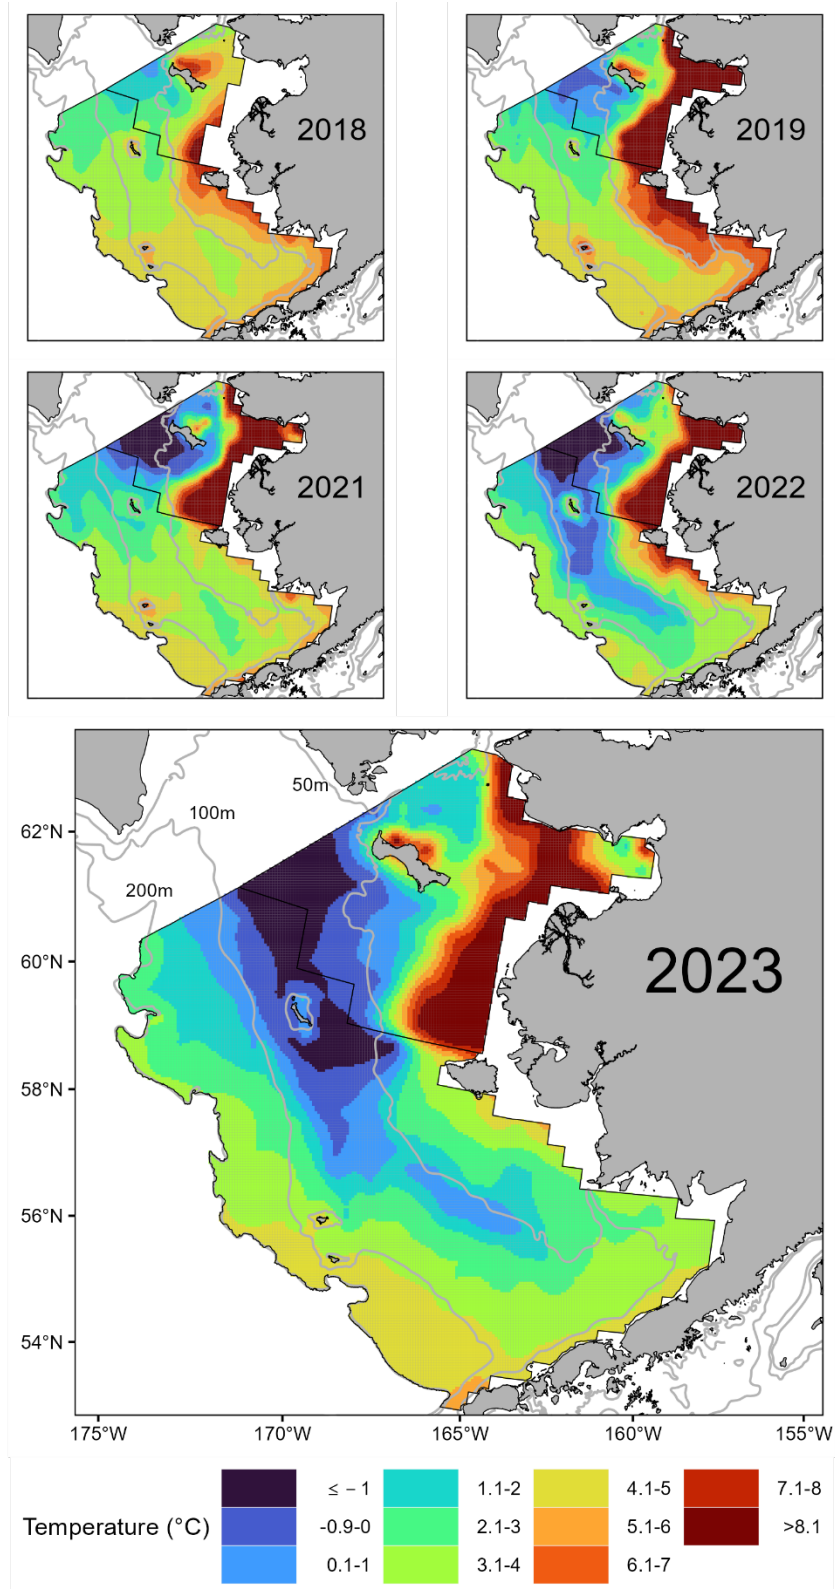 2018
2019
2021
2022
50m
100m
200m
62°N
60°N
58°N
56°N
54°N
2023
175°W
170°W
165°W
160°W
155°W
Temperature (°C)
≤ − 1
-0.9-0
0.1-1
1.1-2
2.1-3
3.1-4
4.1-5
5.1-6
6.1-7
7.1-8
>8.1